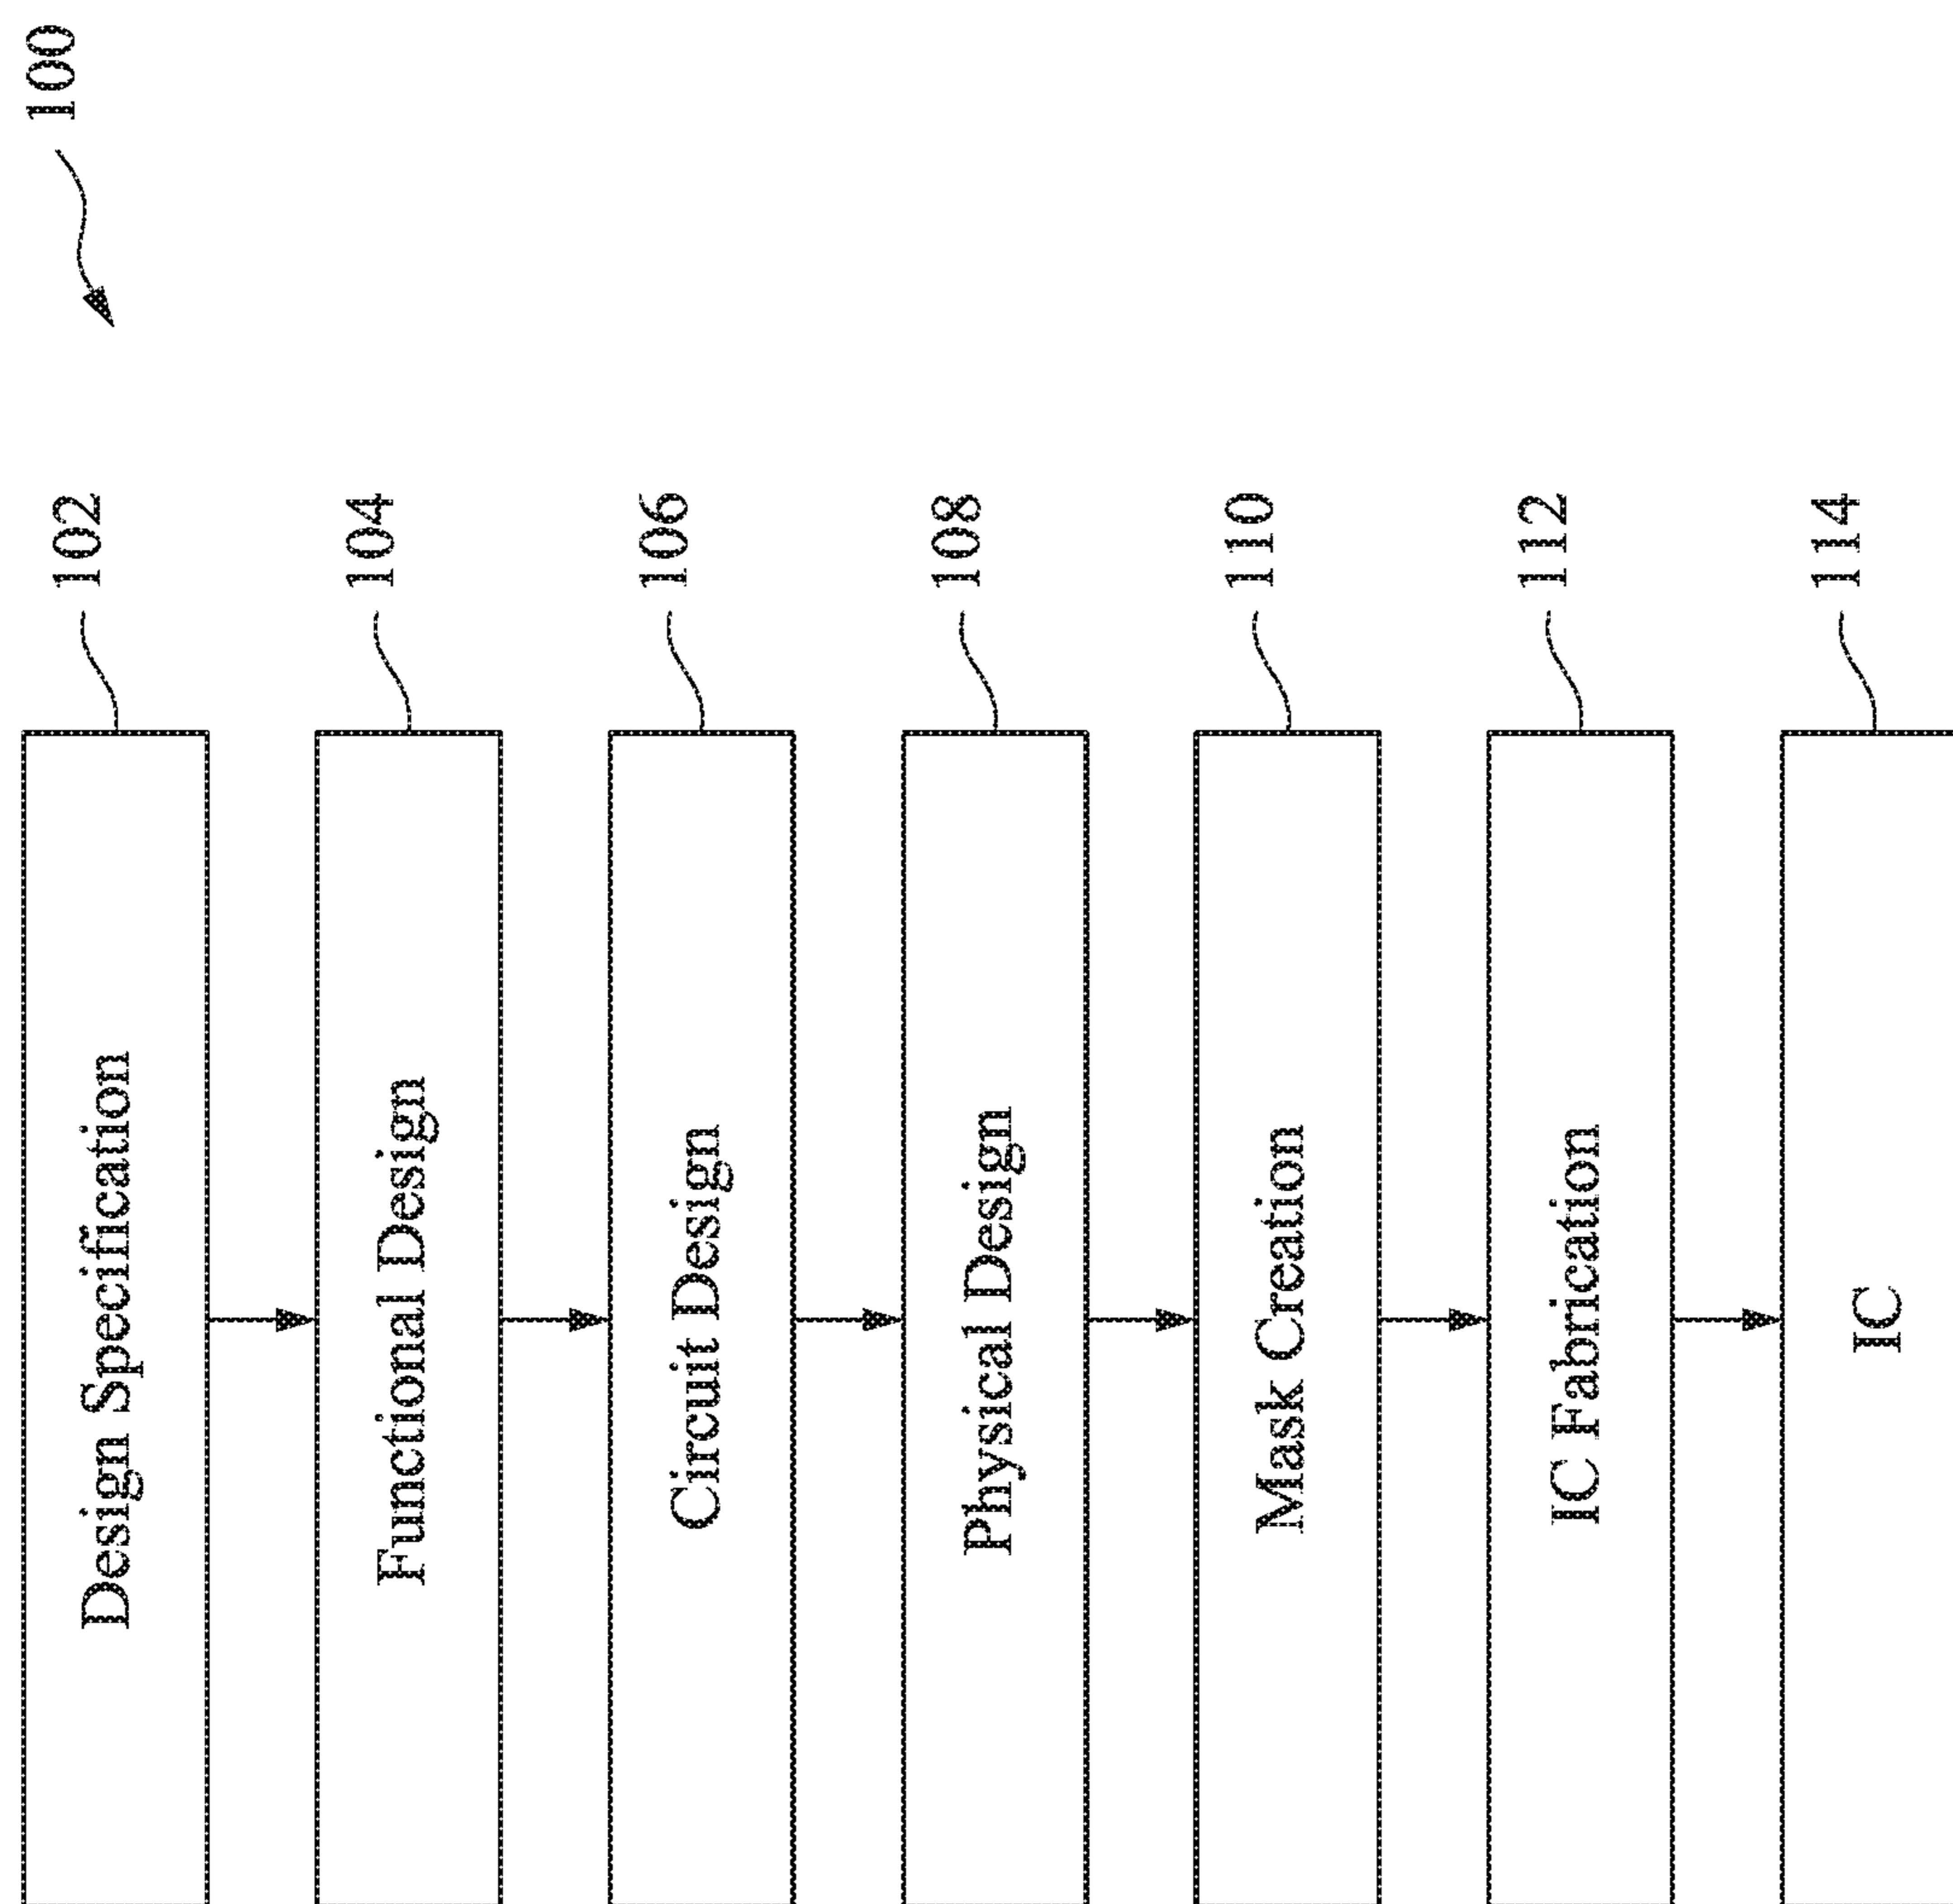 100
Design Specification
102
Functional Design
104
Circuit Design
106
Physical Design
108
Mask Creation
110
IC Fabrication
112
IC
114